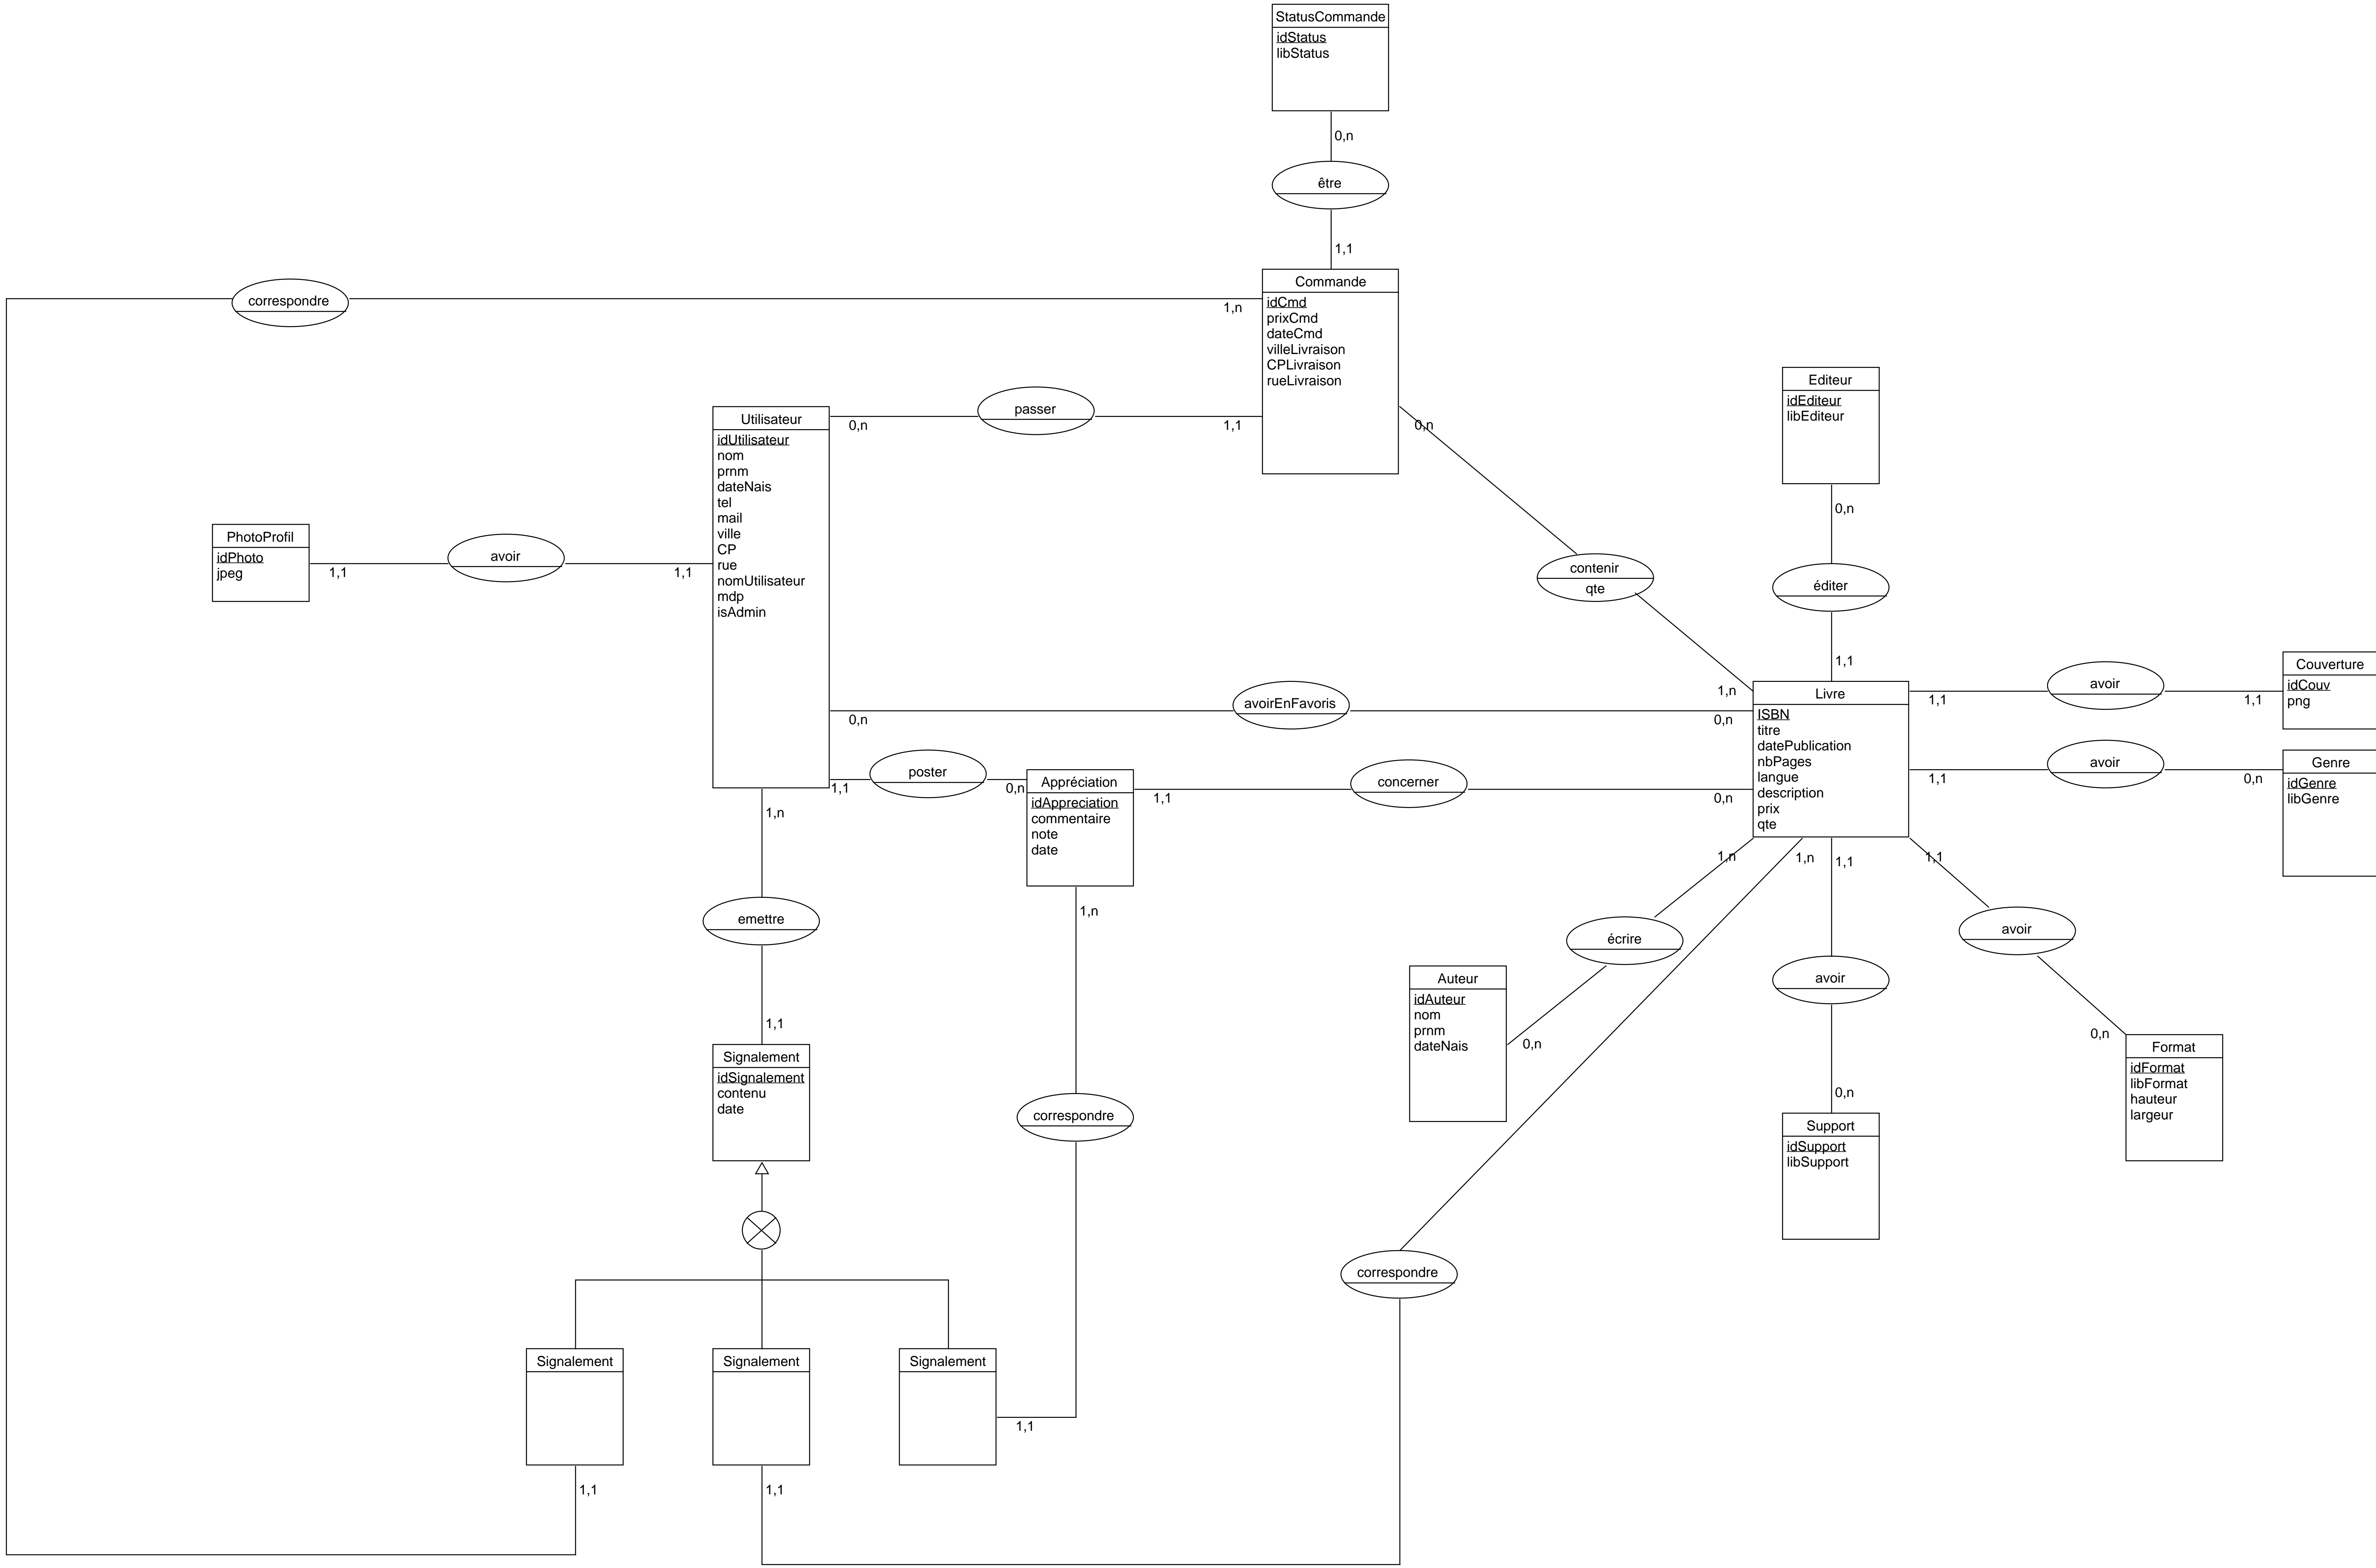 StatusCommande
idStatus
libStatus
0,n
être
1,1
correspondre
1,n
Commande
idCmd
prixCmd
dateCmd
villeLivraison
CPLivraison
rueLivraison
passer
0,n
1,1
Utilisateur
idUtilisateur
nom
prnm
dateNais
tel
mail
ville
CP
rue
nomUtilisateur
mdp
isAdmin
PhotoProfil
idPhoto
jpeg
1,1
avoir
1,1
0,n
contenir
qte
1,n
Editeur
idEditeur
libEditeur
0,n
éditer
1,1
Livre
ISBN
titre
datePublication
nbPages
langue
description
prix
qte
avoirEnFavoris
0,n
0,n
1,1
avoir
1,1
Couverture
idCouv
png
1,1
avoir
0,n
Genre
idGenre
libGenre
1,1
poster
0,n
Appréciation
idAppreciation
commentaire
note
date
1,1
concerner
0,n
1,n
emettre
1,1
Signalement
idSignalement
contenu
date
1,n
correspondre
1,1
1,n
écrire
0,n
Auteur
idAuteur
nom
prnm
dateNais
1,n
correspondre
1,1
avoir
0,n
Support
idSupport
libSupport
1,1
avoir
0,n
Format
idFormat
libFormat
hauteur
largeur
Signalement
Signalement
Signalement
1,1
1,1